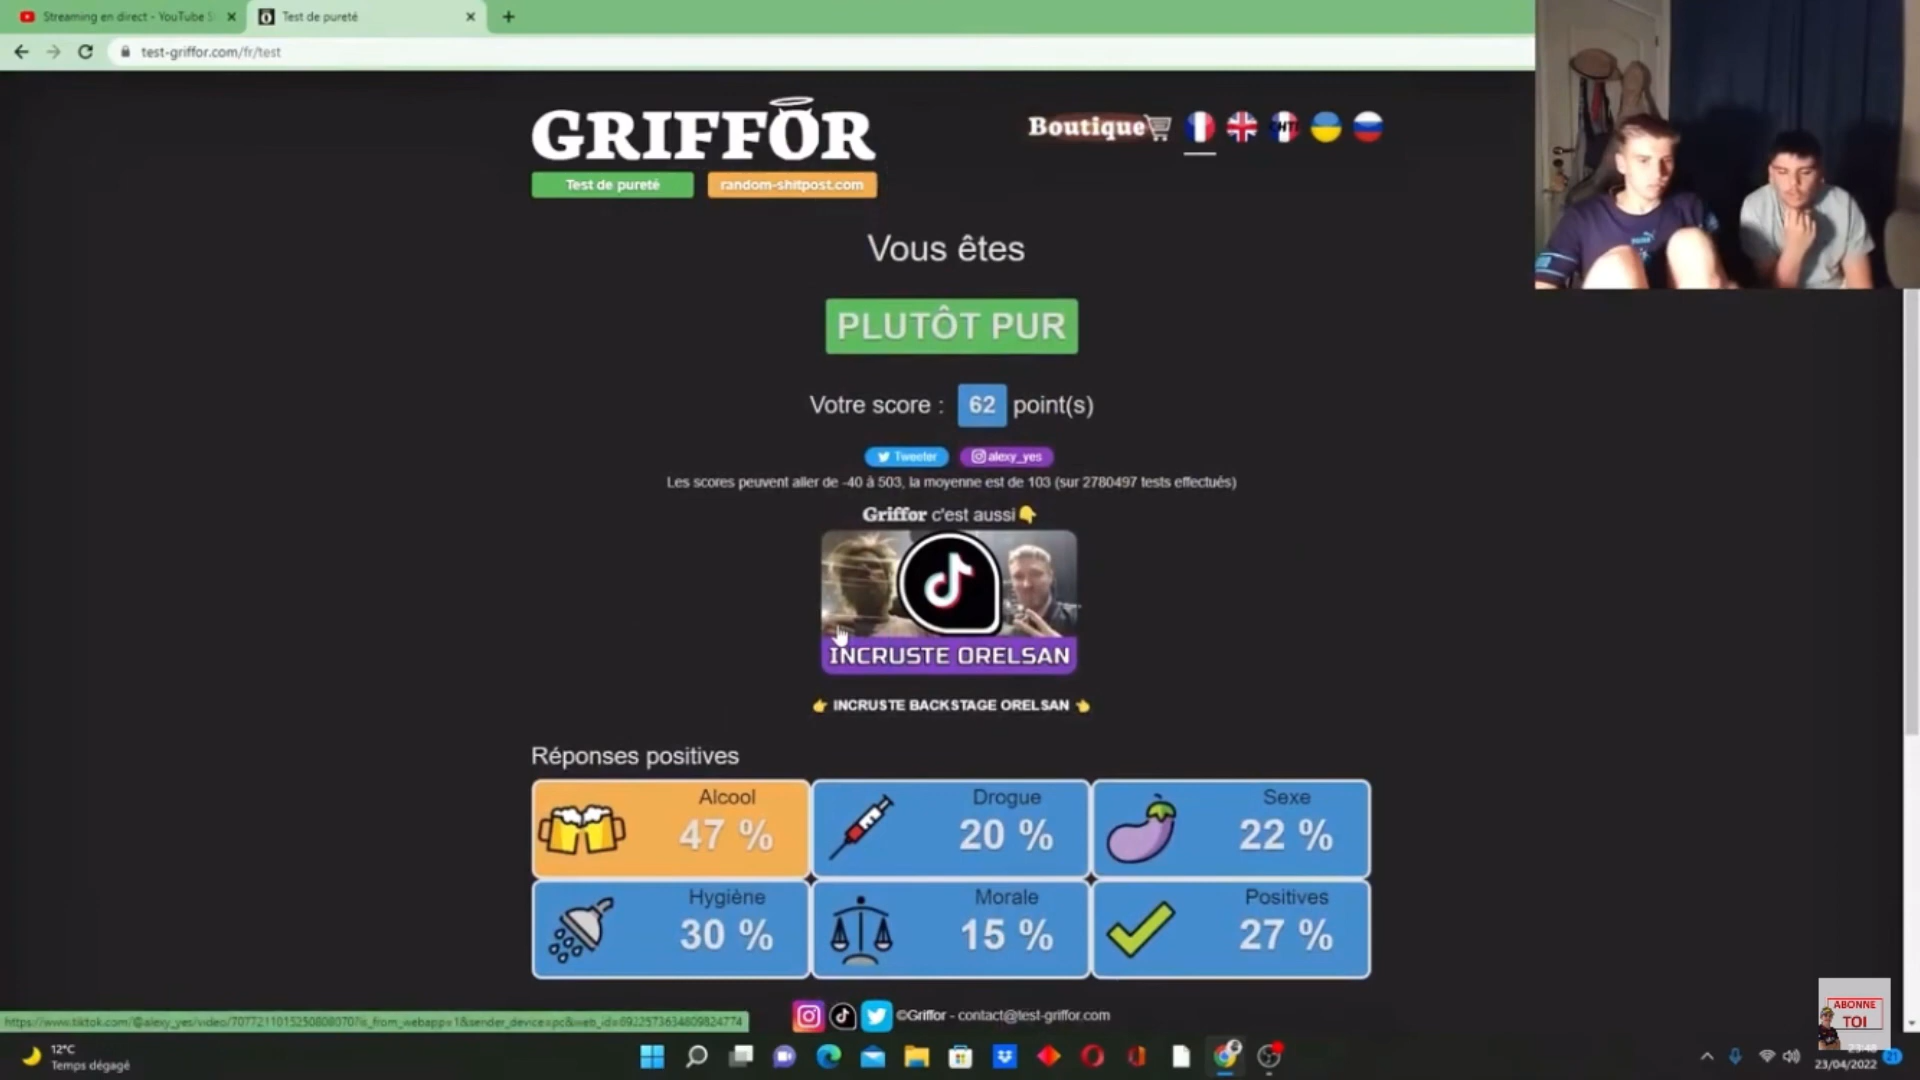 Streaming en direct - YouTube S
Test de pureté
test-griffor.com/fr/test
GRIFFOR
Boutique
CHTI
Test de pureté
random-shitpost.com
Vous êtes
PLUTÔT PUR
Votre score : 62 point(s)
Tweeter
alexy_yes
Les scores peuvent aller de -40 à 503, la moyenne est de 103 (sur 2780497 tests effectués)
Griffor c'est aussi👇
INCRUSTE ORELSAN
👉 INCRUSTE BACKSTAGE ORELSAN 👈
Réponses positives
Alcool
47 %
Drogue
20 %
Sexe
22 %
Hygiène
30 %
Morale
15 %
Positives
27 %
©Griffor - contact@test-griffor.com
ABONNE
TOI
12°C
Temps dégagé
23:48
23/04/2022
21